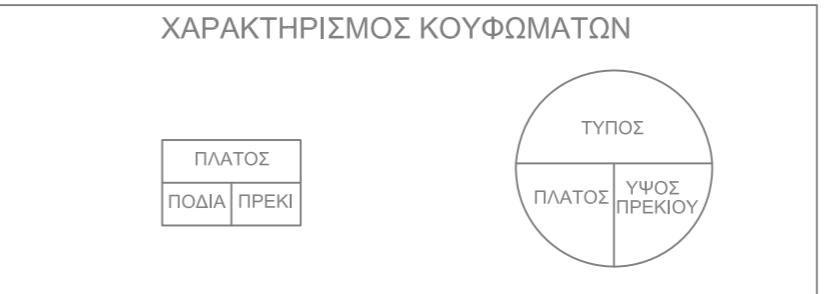 ΧΑΡΑΚΤΗΡΙΣΜΟΣ ΚΟΥΦΩΜΑΤΩΝ
ΠΛΑΤΟΣ
ΠΟΔΙΑ ΠΡΕΚΙ
ΤΥΠΟΣ
ΠΛΑΤΟΣ
ΥΨΟΣ
ΠΡΕΚΙΟΥ